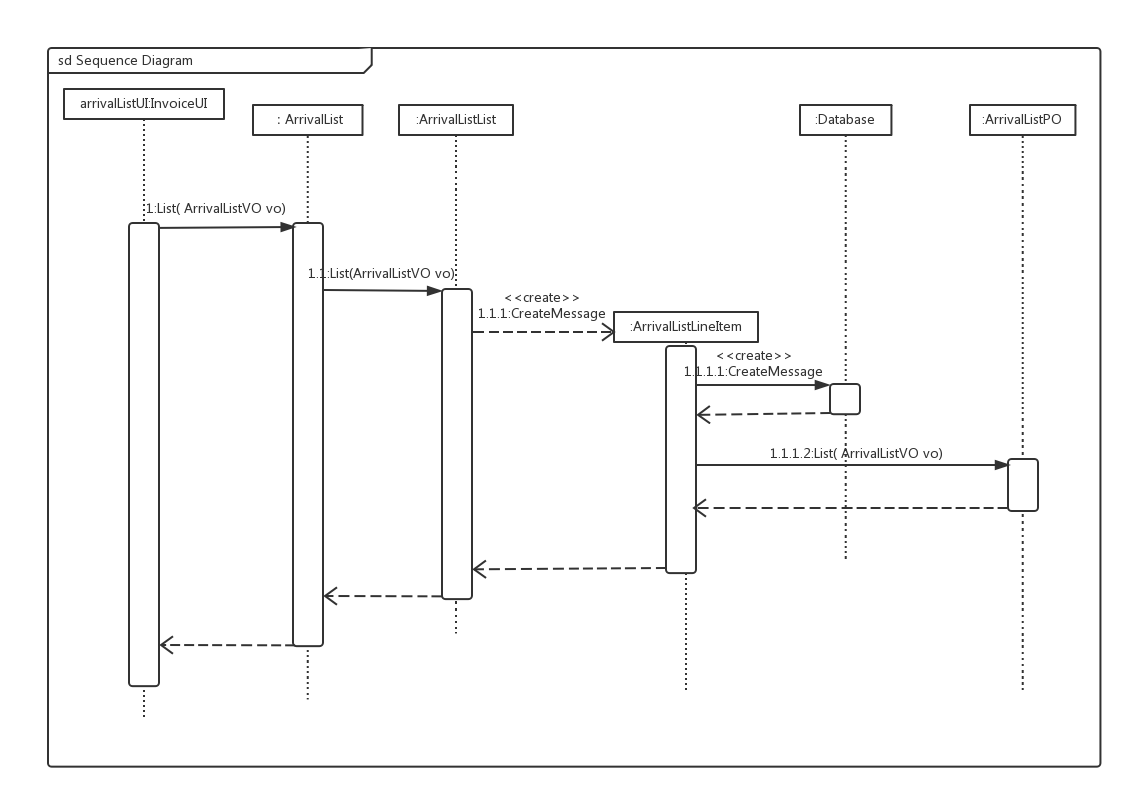 sd Sequence Diagram
arrivalListUI:InvoiceUI
: ArrivalList
:ArrivalListList
:Database
:ArrivalListPO
1:List( ArrivalListVO vo)
1.1:List(ArrivalListVO vo)
<<create>>
1.1.1:CreateMessage
:ArrivalListLineItem
<<create>>
1.1.1.1:CreateMessage
1.1.1.2:List( ArrivalListVO vo)